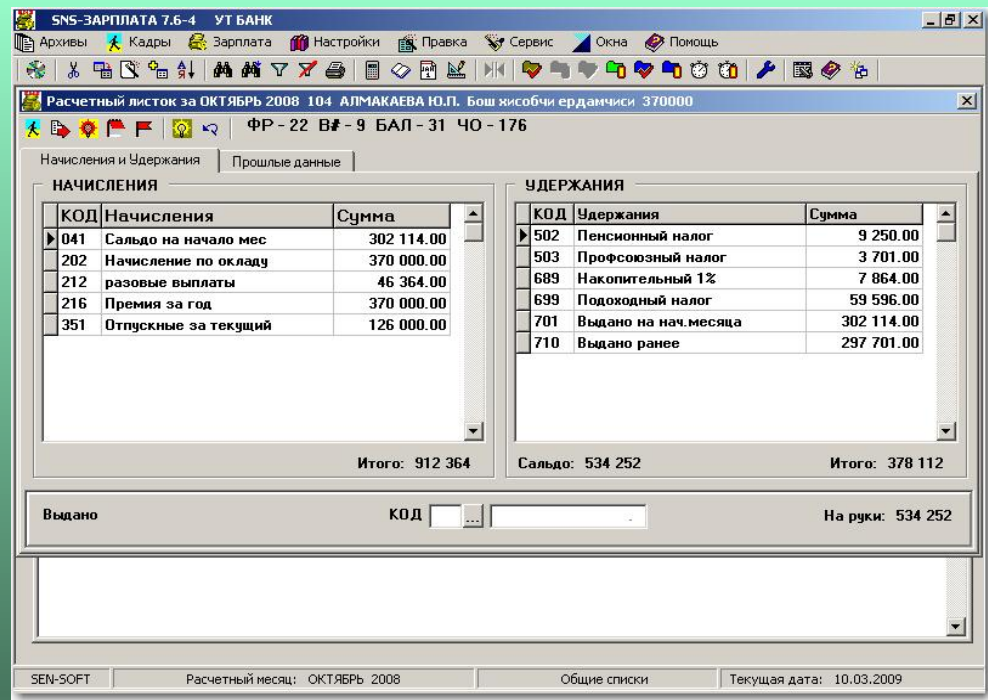 SNS-ЗАРПЛАТА 7.6-4 УТ БАНК
Архивы Кадры Зарплата Настройки Правка Сервис Окна Помощь
Расчетный листок за ОКТЯБРЬ 2008 104 АЛМАКАЕВА Ю.П. Бош хисобчи ердамчиси 370000
ФР - 22 В# - 9 БАЛ - 31 ЧО - 176
Начисления и Удержания Прошлые данные
НАЧИСЛЕНИЯ
КОД Начисления Сумма
041 Сальдо на начало мес 302 114.00
202 Начисление по окладу 370 000.00
212 разовые выплаты 46 364.00
216 Премия за год 370 000.00
351 Отпускные за текущий 126 000.00
Итого: 912 364
УДЕРЖАНИЯ
КОД Удержания Сумма
502 Пенсионный налог 9 250.00
503 Профсоюзный налог 3 701.00
689 Накопительный 1% 7 864.00
699 Подоходный налог 59 596.00
701 Выдано на нач.месяца 302 114.00
710 Выдано ранее 297 701.00
Сальдо: 534 252 Итого: 378 112
Выдано КОД ... На руки: 534 252
SEN-SOFT Расчетный месяц: ОКТЯБРЬ 2008 Общие списки Текущая дата: 10.03.2009